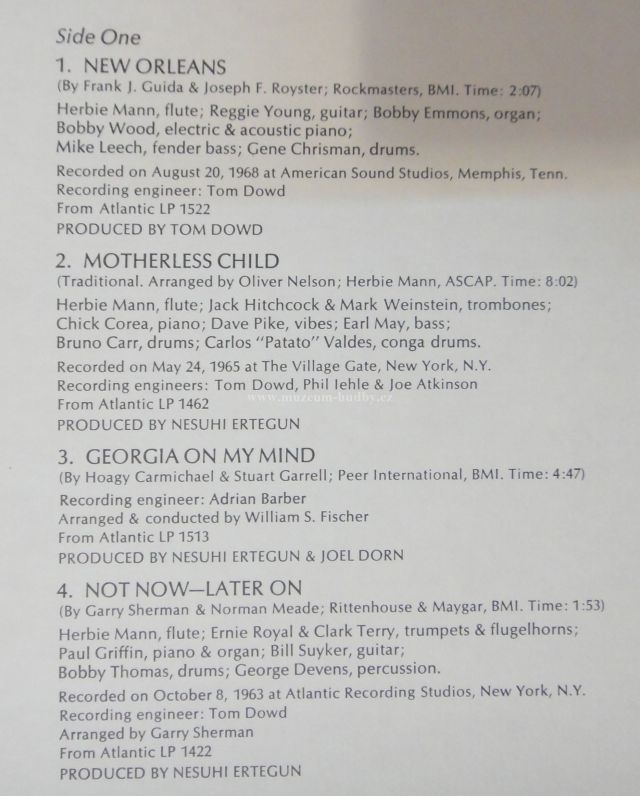 Side One
1. NEW ORLEANS
(By Frank J. Guida & Joseph F. Royster; Rockmasters, BMI. Time: 2:07)
Herbie Mann, flute; Reggie Young, guitar; Bobby Emmons, organ;
Bobby Wood, electric & acoustic piano;
Mike Leech, fender bass; Gene Chrisman, drums.
Recorded on August 20, 1968 at American Sound Studios, Memphis, Tenn.
Recording engineer: Tom Dowd
From Atlantic LP 1522
PRODUCED BY TOM DOWD
2. MOTHERLESS CHILD
(Traditional. Arranged by Oliver Nelson; Herbie Mann, ASCAP. Time: 8:02)
Herbie Mann, flute; Jack Hitchcock & Mark Weinstein, trombones;
Chick Corea, piano; Dave Pike, vibes; Earl May, bass;
Bruno Carr, drums; Carlos "Patato" Valdes, conga drums.
Recorded on May 24, 1965 at The Village Gate, New York, N.Y.
Recording engineers: Tom Dowd, Phil Iehle & Joe Atkinson
www.muzeum-hudby.cz
From Atlantic LP 1462
PRODUCED BY NESUHI ERTEGUN
3. GEORGIA ON MY MIND
(By Hoagy Carmichael & Stuart Garrell; Peer International, BMI. Time: 4:47)
Recording engineer: Adrian Barber
Arranged & conducted by William S. Fischer
From Atlantic LP 1513
PRODUCED BY NESUHI ERTEGUN & JOEL DORN
4. NOT NOW—LATER ON
(By Garry Sherman & Norman Meade; Rittenhouse & Maygar, BMI. Time: 1:53)
Herbie Mann, flute; Ernie Royal & Clark Terry, trumpets & flugelhorns;
Paul Griffin, piano & organ; Bill Suyker, guitar;
Bobby Thomas, drums; George Devens, percussion.
Recorded on October 8, 1963 at Atlantic Recording Studios, New York, N.Y.
Recording engineer: Tom Dowd
Arranged by Garry Sherman
From Atlantic LP 1422
PRODUCED BY NESUHI ERTEGUN